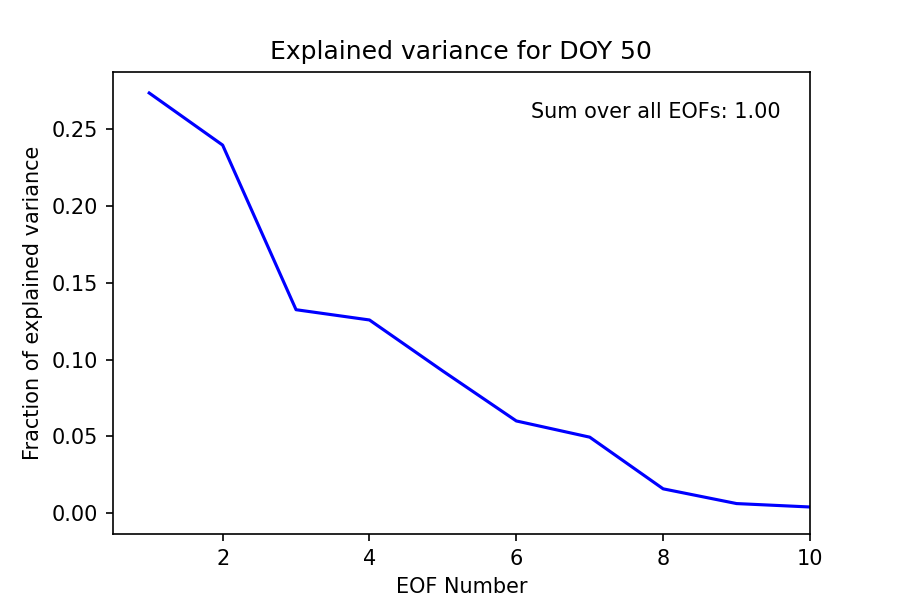 Explained variance for DOY 50
Sum over all EOFs: 1.00
Fraction of explained variance
0.25
0.20
0.15
0.10
0.05
0.00
2 4 6 8 10
EOF Number